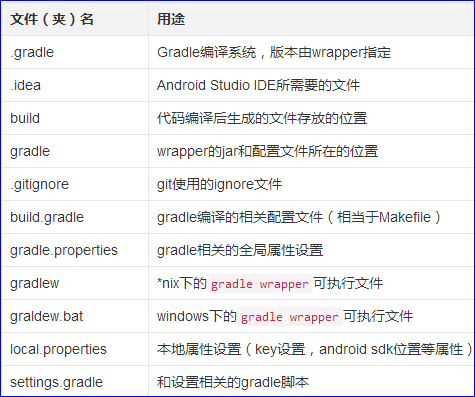 文件（夹）名 用途
.gradle Gradle编译系统，版本由wrapper指定
.idea Android Studio IDE所需要的文件
build 代码编译后生成的文件存放的位置
gradle wrapper的jar和配置文件所在的位置
.gitignore git使用的ignore文件
build.gradle gradle编译的相关配置文件（相当于Makefile）
gradle.properties gradle相关的全局属性设置
gradlew *nix下的 gradle wrapper 可执行文件
graldew.bat windows下的 gradle wrapper 可执行文件
local.properties 本地属性设置（key设置，android sdk位置等属性）
settings.gradle 和设置相关的gradle脚本